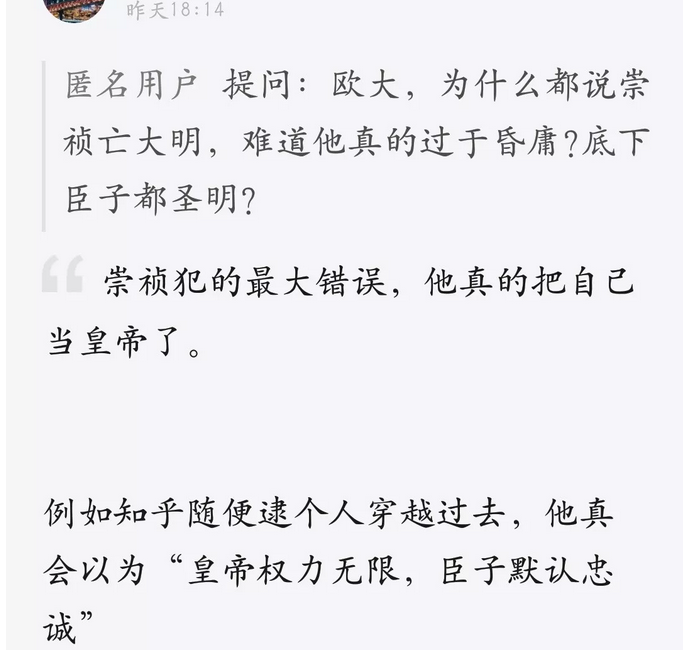 昨天18:14
匿名用户 提问：欧大，为什么都说崇
祯亡大明，难道他真的过于昏庸?底下
臣子都圣明?
崇祯犯的最大错误，他真的把自己
当皇帝了。
例如知乎随便逮个人穿越过去，他真
会以为“皇帝权力无限，臣子默认忠
诚”